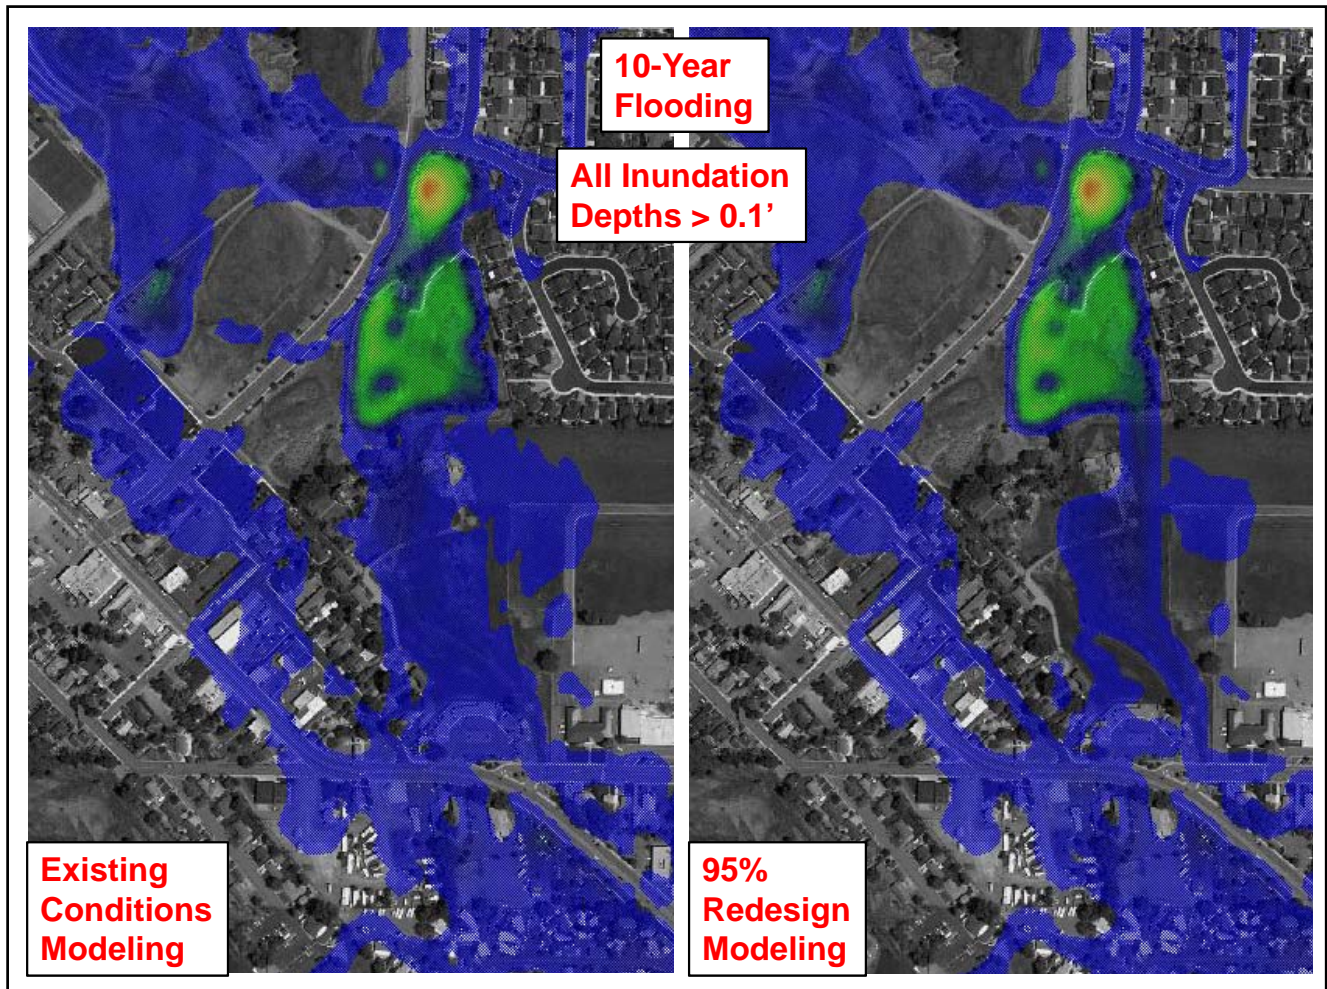 10-Year
Flooding
All Inundation
Depths > 0.1’
Existing
Conditions
Modeling
95%
Redesign
Modeling